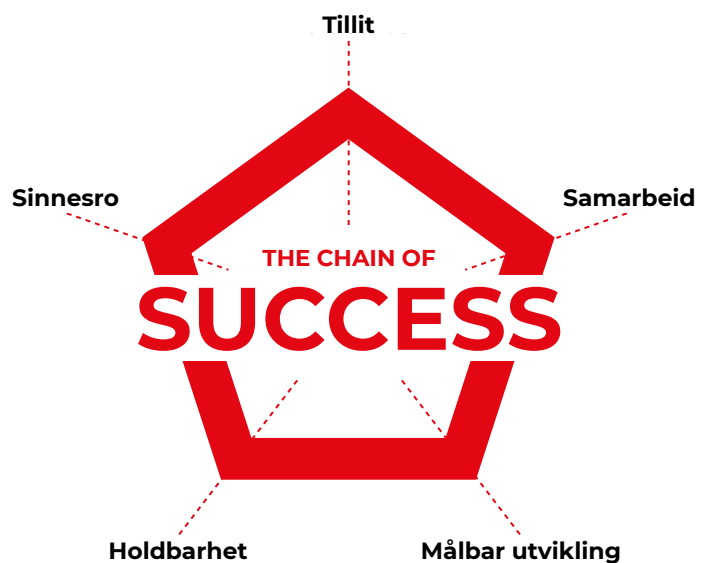 Tillit
Sinnesro
Samarbeid
THE CHAIN OF
SUCCESS
Holdbarhet
Målbar utvikling